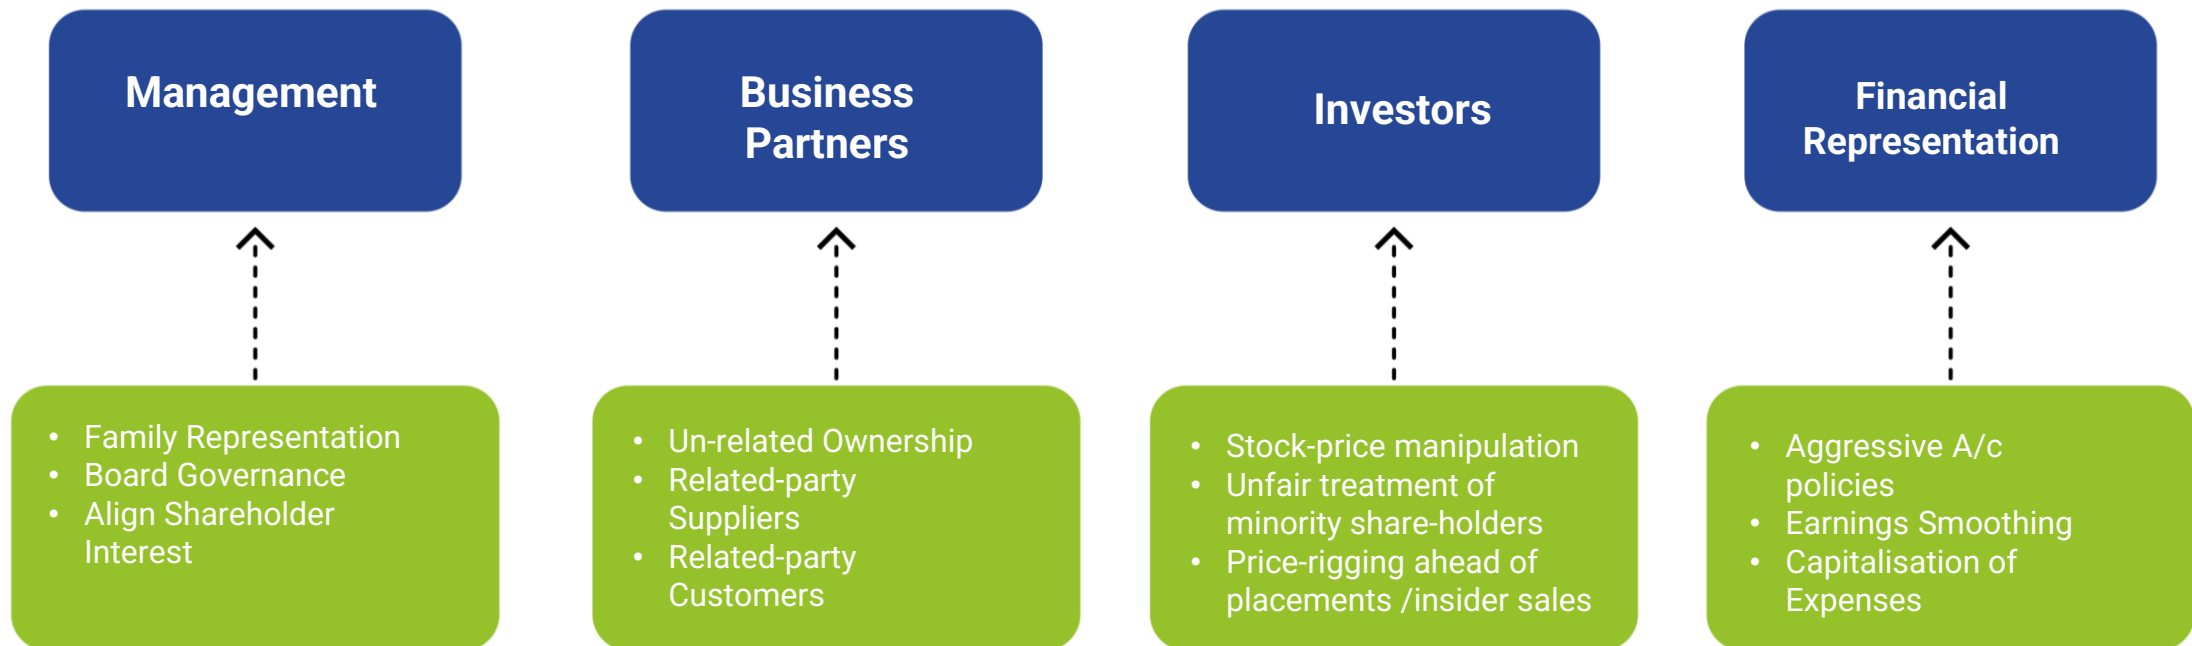 Management
Business
Partners
Investors
Financial
Representation
• Family Representation
• Board Governance
• Align Shareholder
Interest
• Un-related Ownership
• Related-party
Suppliers
• Related-party
Customers
• Stock-price manipulation
• Unfair treatment of
minority share-holders
• Price-rigging ahead of
placements /insider sales
• Aggressive A/c
policies
• Earnings Smoothing
• Capitalisation of
Expenses